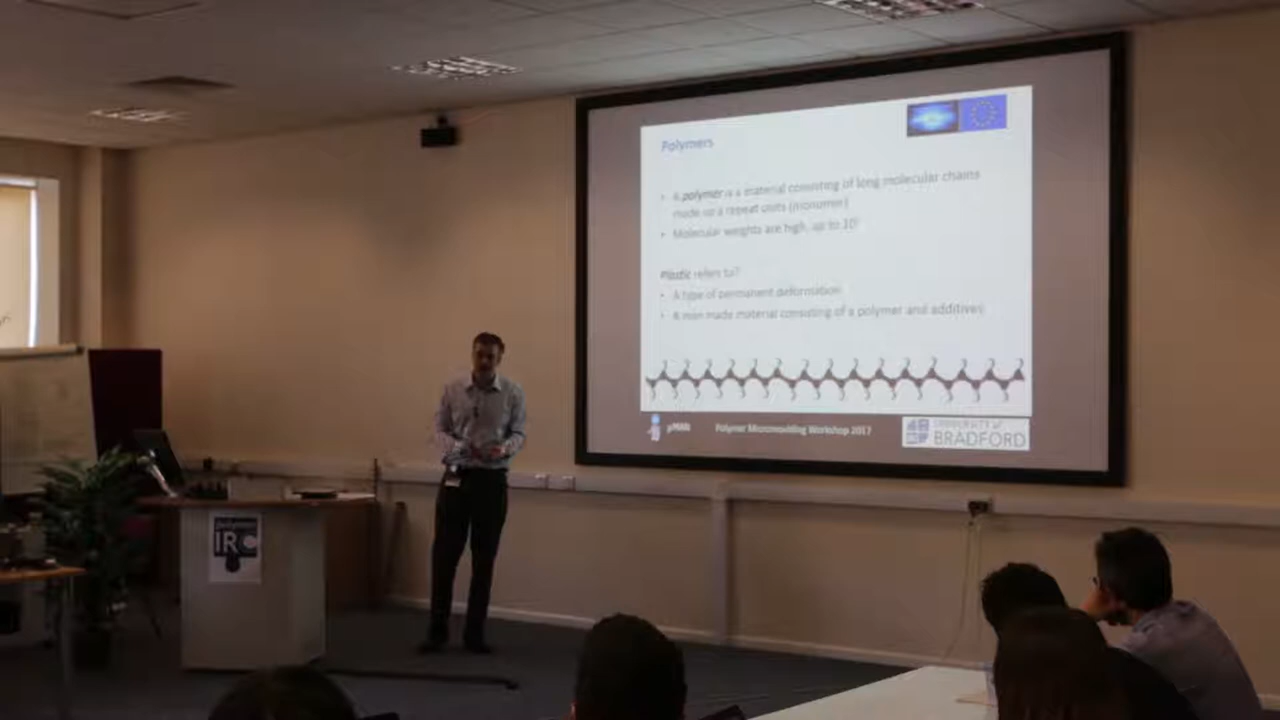 Polymers
• A polymer is a material consisting of long molecular chains
made up a repeat units (monomer)
• Molecular weights are high, up to
Plastic refers to?
• A type of permanent deformation
• A man made material consisting of a polymer and additives
Polymer Micromoulding Workshop 2017
UNIVERSITY of
BRADFORD
IRC